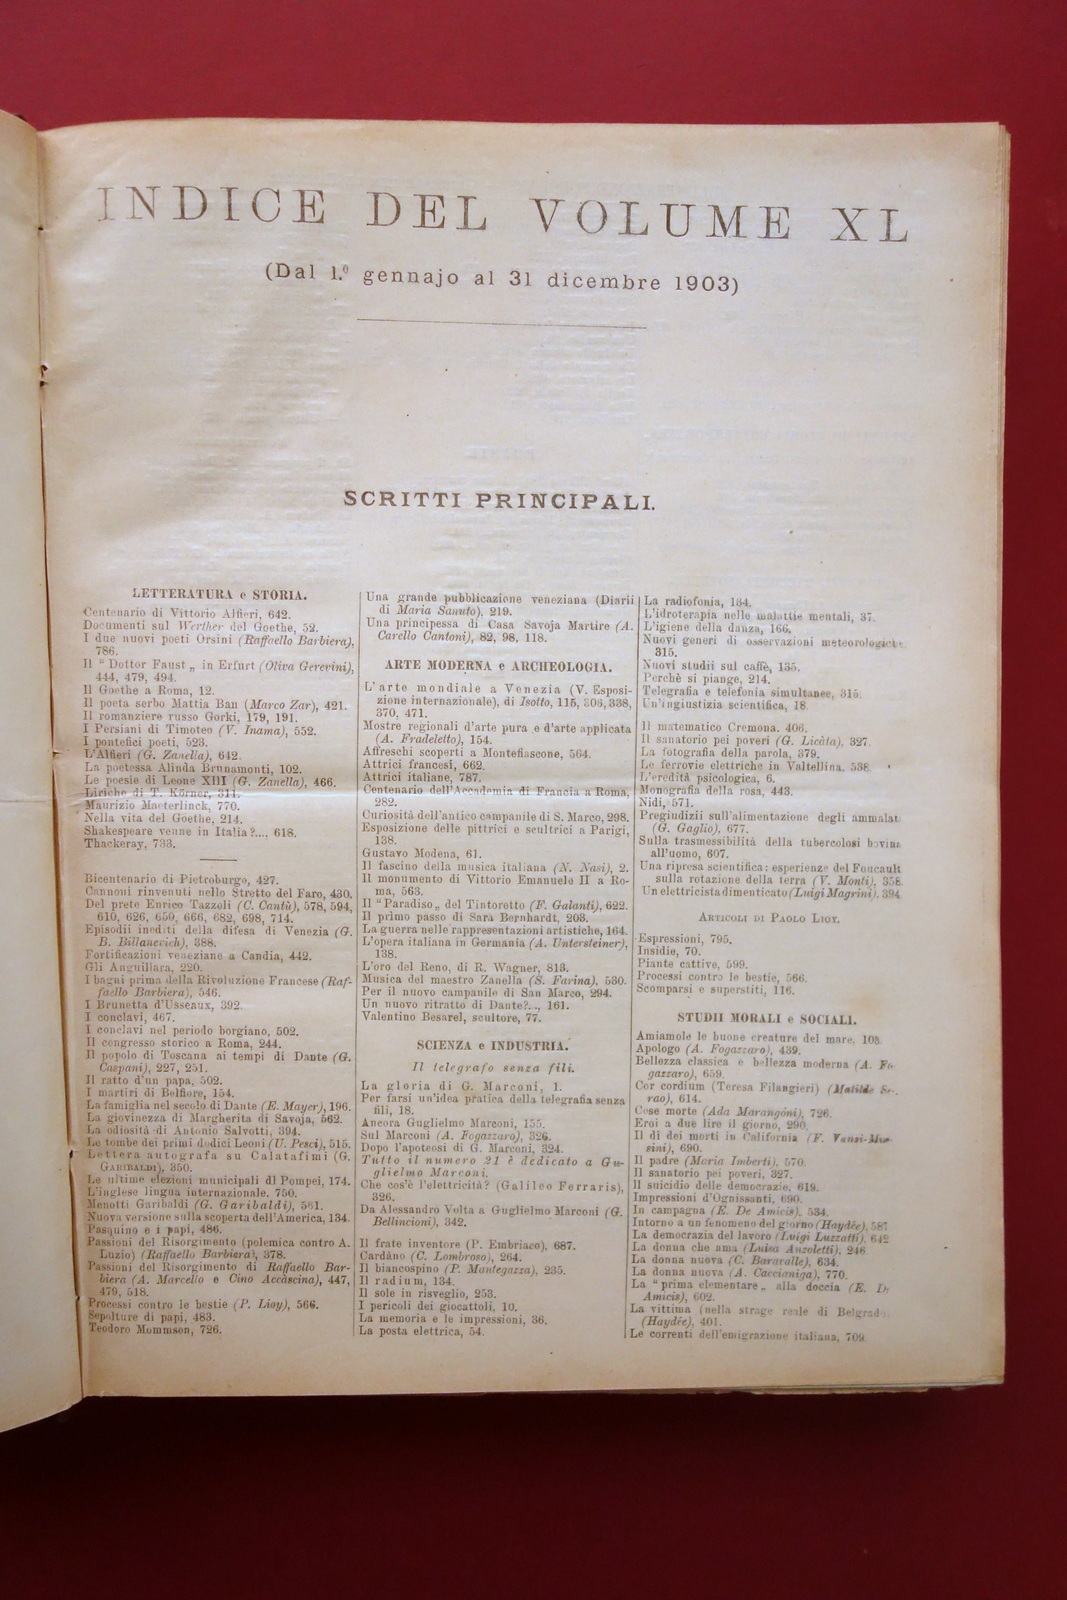 INDICE DEL VOLUME XL
(Dal 1.º gennajo al 31 dicembre 1903)
SCRITTI PRINCIPALI.
LETTERATURA e STORIA.
Centenario di Vittorio Alfieri, 642.
Documenti sul Werther del Goethe, 52.
I due nuovi poeti Orsini (Raffaello Barbiera),
786.
Il "Dottor Faust„ in Erfurt (Oliva Gererini),
444, 479, 494.
Il Goethe a Roma, 12.
Il poeta serbo Mattia Ban (Marco Zar), 421.
Il romanziere russo Gorki, 179, 191.
I Persiani di Timoteo (V. Inama), 552.
I pontefici poeti, 523.
L'Alfieri (G. Zanella), 642.
La poetessa Alinda Brunamonti, 102.
Le poesie di Leone XIII (G. Zanella), 466.
Liriche di T. Körner, 311.
Maurizio Maeterlinck, 770.
Nella vita del Goethe, 214.
Shakespeare venne in Italia?..., 618.
Thackeray, 733.
Bicentenario di Pietroburgo, 427.
Cannoni rinvenuti nello Stretto del Faro, 430.
Del prete Enrico Tazzoli (C. Cantù), 578, 594,
610, 626, 650, 666, 682, 698, 714.
Episodii inediti della difesa di Venezia (G.
B. Billanovich), 388.
Fortificazioni veneziane a Candia, 442.
Gli Anguillara, 220.
I bagni prima della Rivoluzione Francese (Raf-
faello Barbiera), 546.
I Brunetta d'Usseaux, 392.
I conclavi, 467.
I conclavi nel periodo borgiano, 502.
Il congresso storico a Roma, 244.
Il popolo di Toscana ai tempi di Dante (G.
Caspani), 227, 251.
Il ratto d'un papa, 502.
I martiri di Belfiore, 154.
La famiglia nel secolo di Dante (E. Mayer), 196.
La giovinezza di Margherita di Savoja, 562.
La odiosità di Antonio Salvotti, 394.
Le tombe dei primi dodici Leoni (U. Pesci), 515.
Lettera autografa su Calatafimi (G.
GARIBALDI), 350.
Le ultime elezioni municipali di Pompei, 174.
L'inglese lingua internazionale, 750.
Menotti Garibaldi (G. Garibaldi), 561.
Nuova versione sulla scoperta dell'America, 134.
Pasquino e i papi, 486.
Passioni del Risorgimento (polemica contro A.
Luzio) (Raffaello Barbiera), 378.
Passioni del Risorgimento di Raffaello Bar-
biera (A. Marcello e Cino Accascina), 447,
479, 518.
Processi contro le bestie (P. Lioy), 566.
Sepolture di papi, 483.
Teodoro Mommson, 726.
Una grande pubblicazione veneziana (Diarii
di Maria Sanuto), 219.
Una principessa di Casa Savoja Martire (A.
Carello Cantoni), 82, 98, 118.
ARTE MODERNA e ARCHEOLOGIA.
L'arte mondiale a Venezia (V. Esposi-
zione internazionale), di Isotto, 115, 306, 338,
370, 471.
Mostre regionali d'arte pura e d'arte applicata
(A. Fradeletto), 154.
Affreschi scoperti a Montefiascone, 564.
Attrici francesi, 662.
Attrici italiane, 787.
Centenario dell'Accademia di Francia a Roma,
282.
Curiosità dell'antico campanile di S. Marco, 298.
Esposizione delle pittrici e scultrici a Parigi,
138.
Gustavo Modena, 61.
Il fascino della musica italiana (N. Nasi), 2.
Il monumento di Vittorio Emanuele II a Ro-
ma, 563.
Il "Paradiso„ del Tintoretto (F. Galanti), 622.
Il primo passo di Sara Bernhardt, 203.
La guerra nelle rappresentazioni artistiche, 164.
L'opera italiana in Germania (A. Untersteiner),
138.
L'oro del Reno, di R. Wagner, 813.
Musica del maestro Zanella (S. Farina), 530.
Per il nuovo campanile di San Marco, 294.
Un nuovo ritratto di Dante?..., 161.
Valentino Besarel, scultore, 77.
SCIENZA e INDUSTRIA.
Il telegrafo senza fili.
La gloria di G. Marconi, 1.
Per farsi un'idea pratica della telegrafia senza
fili, 18.
Ancora Guglielmo Marconi, 155.
Sul Marconi (A. Fogazzaro), 326.
Dopo l'apoteosi di G. Marconi, 324.
Tutto il numero 21 è dedicato a Gu-
glielmo Marconi.
Che cos'è l'elettricità? (Galileo Ferraris),
326.
Da Alessandro Volta a Guglielmo Marconi (G.
Bellincioni), 342.
Il frate inventore (P. Embriaco), 687.
Cardàno (C. Lombroso), 264.
Il biancospino (P. Mantegazza), 235.
Il radium, 134.
Il sole in risveglio, 253.
I pericoli dei giocattoli, 10.
La memoria e le impressioni, 36.
La posta elettrica, 54.
La radiofonia, 184.
L'idroterapia nelle malattie mentali, 37.
L'igiene della danza, 166.
Nuovi generi di osservazioni meteorologiche,
315.
Nuovi studii sul caffè, 135.
Perchè si piange, 214.
Telegrafia e telefonia simultanee, 315.
Un'ingiustizia scientifica, 18.
Il matematico Cremona, 406.
Il sanatorio pei poveri (G. Licàta), 327.
La fotografia della parola, 379.
Le ferrovie elettriche in Valtellina, 538.
L'eredità psicologica, 6.
Monografia della rosa, 443.
Nidi, 571.
Pregiudizii sull'alimentazione degli ammalat
(G. Gaglio), 677.
Sulla trasmessibilità della tubercolosi bovina
all'uomo, 607.
Una ripresa scientifica: esperienze del Foucault
sulla rotazione della terra (V. Monti), 358.
Un elettricista dimenticato (Luigi Magrini), 394
ARTICOLI DI PAOLO LIOY.
Espressioni, 795.
Insidie, 70.
Piante cattive, 599.
Processi contro le bestie, 566.
Scomparsi e superstiti, 116.
STUDII MORALI e SOCIALI.
Amiamole le buone creature del mare, 103.
Apologo (A. Fogazzaro), 439.
Bellezza classica e bellezza moderna (A. Fo-
gazzaro), 659.
Cor cordium (Teresa Filangieri) (Matilde Se-
rao), 614.
Cose morte (Ada Marangóni), 726.
Eroi a due lire il giorno, 290.
Il dì dei morti in California (F. Vanzi-Mus-
sini), 690.
Il padre (Maria Imberti), 570.
Il sanatorio pei poveri, 327.
Il suicidio delle democrazie, 619.
Impressioni d'Ognissanti, 690.
In campagna (E. De Amicis), 534.
Intorno a un fenomeno del giorno (Haydée), 587
La democrazia del lavoro (Luigi Luzzatti), 642
La donna che ama (Luisa Anzoletti), 246
La donna nuova (C. Baravalle), 634.
La donna nuova (A. Caccianiga), 770.
La "prima elementare„ alla doccia (E. De
Amicis), 602.
La vittima (nella strage reale di Belgrado
(Haydée), 401.
Le correnti dell'emigrazione italiana, 709